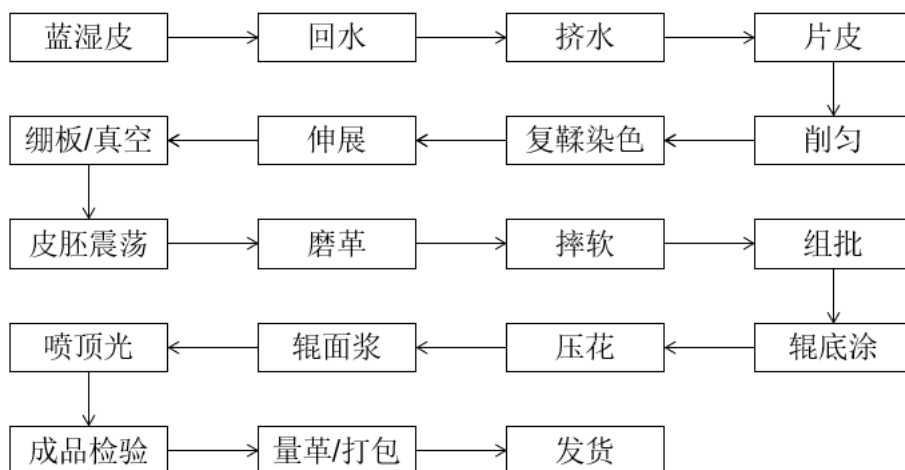 蓝湿皮
回水
挤水
片皮
削匀
复鞣染色
伸展
绷板/真空
皮胚震荡
磨革
摔软
组批
辊底涂
压花
辊面浆
喷顶光
成品检验
量革/打包
发货